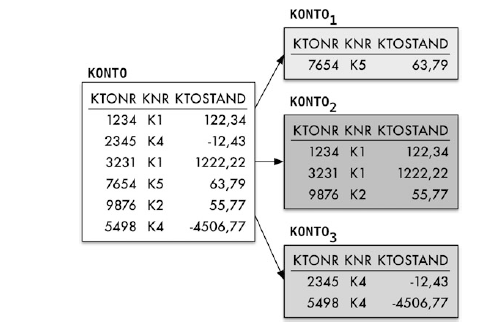 KONTO
KTONR KNR KTOSTAND
1234 K1 122,34
2345 K4 -12,43
3231 K1 1222,22
7654 K5 63,79
9876 K2 55,77
5498 K4 -4506,77
KONTO1
KTONR KNR KTOSTAND
7654 K5 63,79
KONTO2
KTONR KNR KTOSTAND
1234 K1 122,34
3231 K1 1222,22
9876 K2 55,77
KONTO3
KTONR KNR KTOSTAND
2345 K4 -12,43
5498 K4 -4506,77